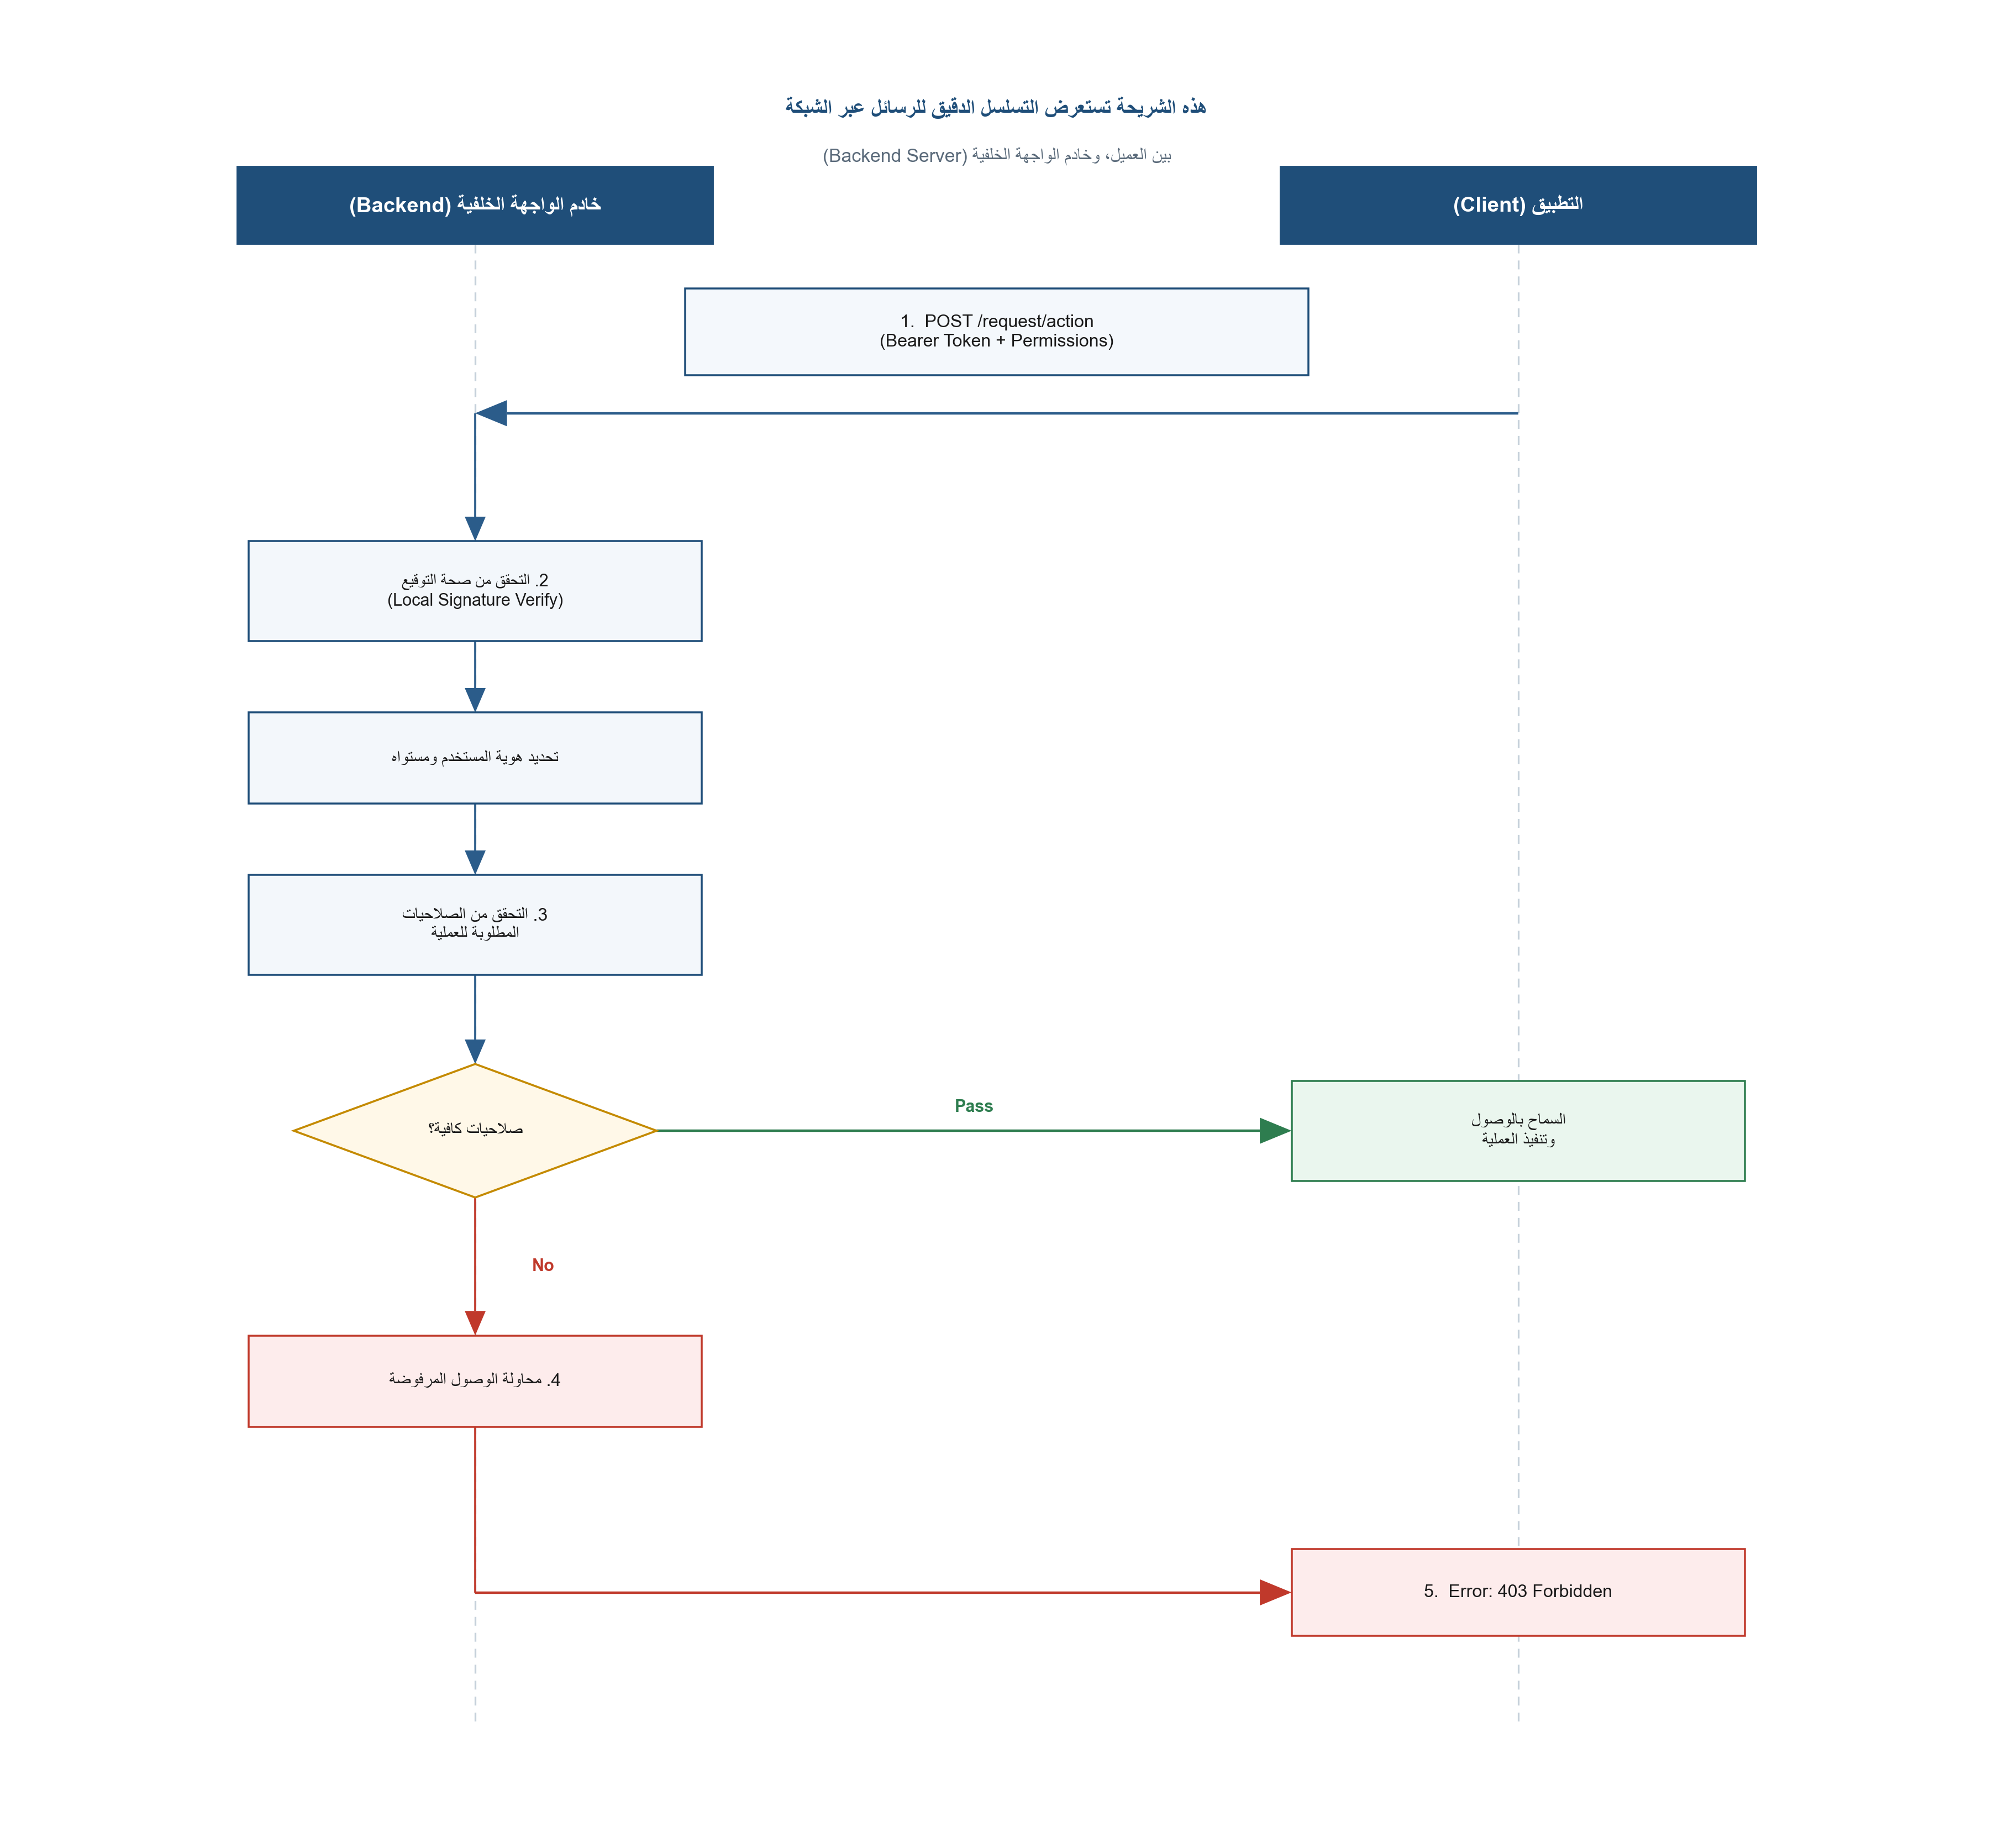 هذه الشريحة تستعرض التسلسل الدقيق للرسائل عبر الشبكة
بين العميل، وخادم الواجهة الخلفية (Backend Server)
التطبيق (Client)
خادم الواجهة الخلفية (Backend)
1. POST /request/action
(Bearer Token + Permissions)
2. التحقق من صحة التوقيع
(Local Signature Verify)
تحديد هوية المستخدم ومستواه
3. التحقق من الصلاحيات
المطلوبة للعملية
صلاحيات كافية؟
Pass
السماح بالوصول
وتنفيذ العملية
No
4. محاولة الوصول المرفوضة
5. Error: 403 Forbidden